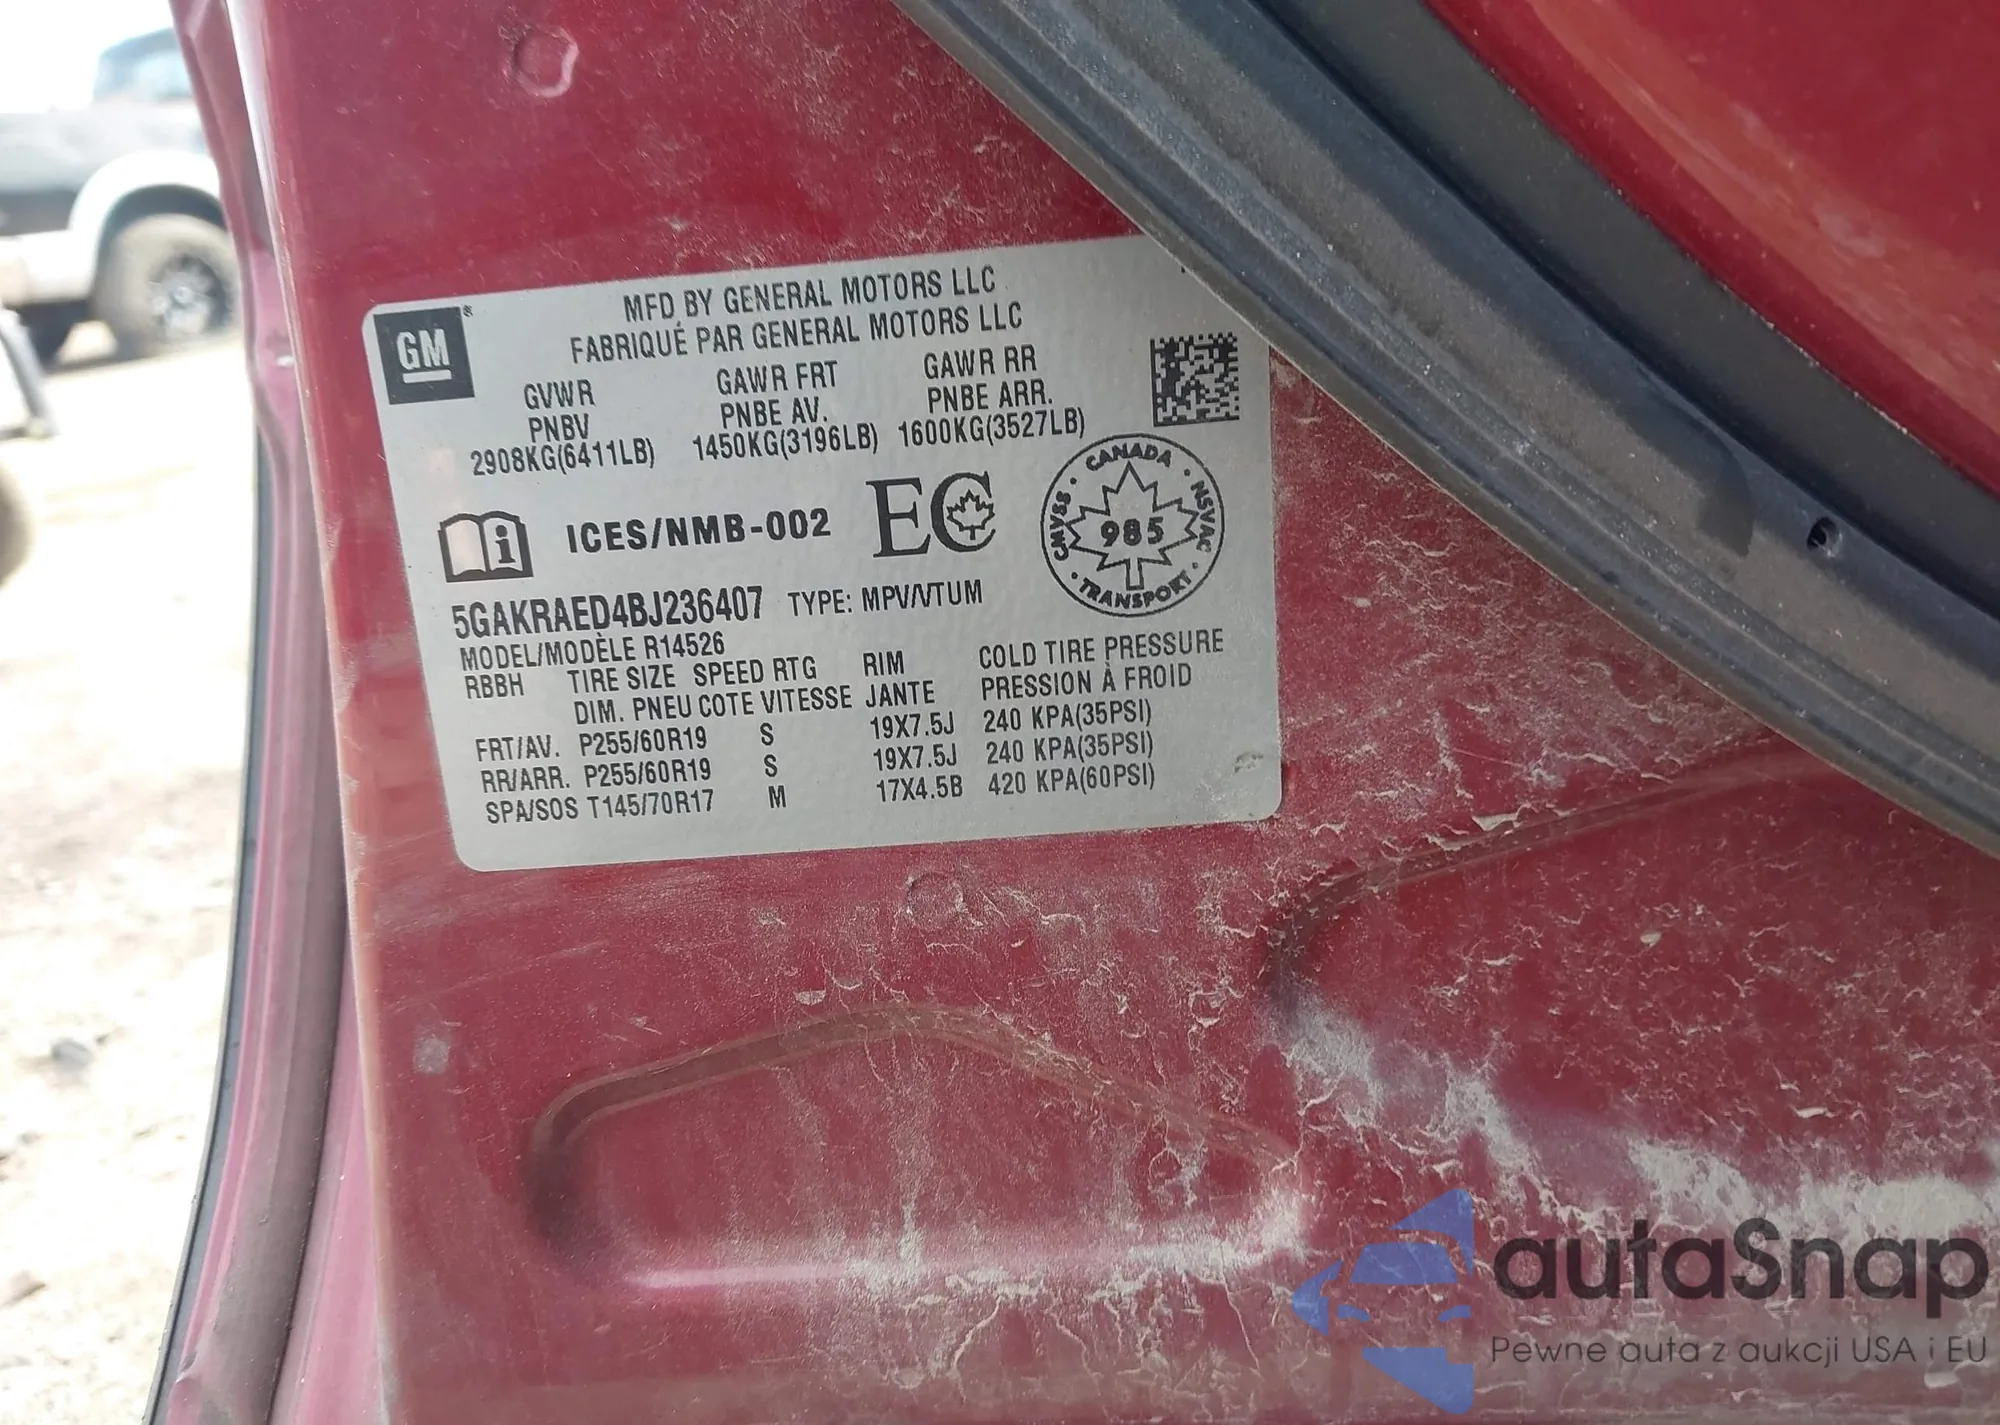 GM
MFD BY GENERAL MOTORS LLC
FABRIQUÉ PAR GENERAL MOTORS LLC
GVWR GAWR FRT GAWR RR
PNBV PNBE AV. PNBE ARR.
2908KG(6411LB) 1450KG(3196LB) 1600KG(3527LB)
ICES/NMB-002 EC
CANADA · NSVAC · TRANSPORT · CMVSS ·
985
5GAKRAED4BJ236407 TYPE: MPV/VTUM
MODEL/MODÈLE R14526
RBBH TIRE SIZE SPEED RTG RIM COLD TIRE PRESSURE
DIM. PNEU COTE VITESSE JANTE PRESSION À FROID
FRT/AV. P255/60R19 S 19X7.5J 240 KPA(35PSI)
RR/ARR. P255/60R19 S 19X7.5J 240 KPA(35PSI)
SPA/SOS T145/70R17 M 17X4.5B 420 KPA(60PSI)
autaSnap
Pewne auta z aukcji USA i EU